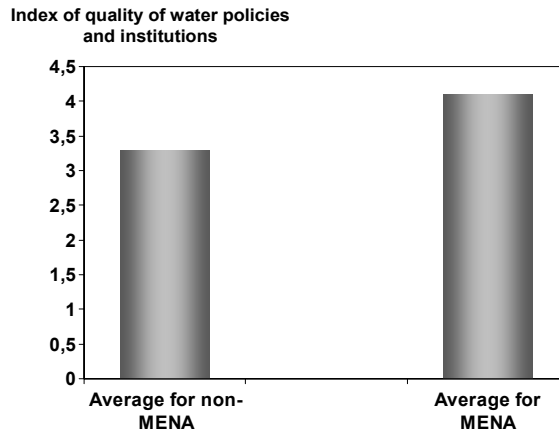 Index of quality of water policies
and institutions
4,5
4
3,5
3
2,5
2
1,5
1
0,5
0
Average for non-
MENA
Average for
MENA